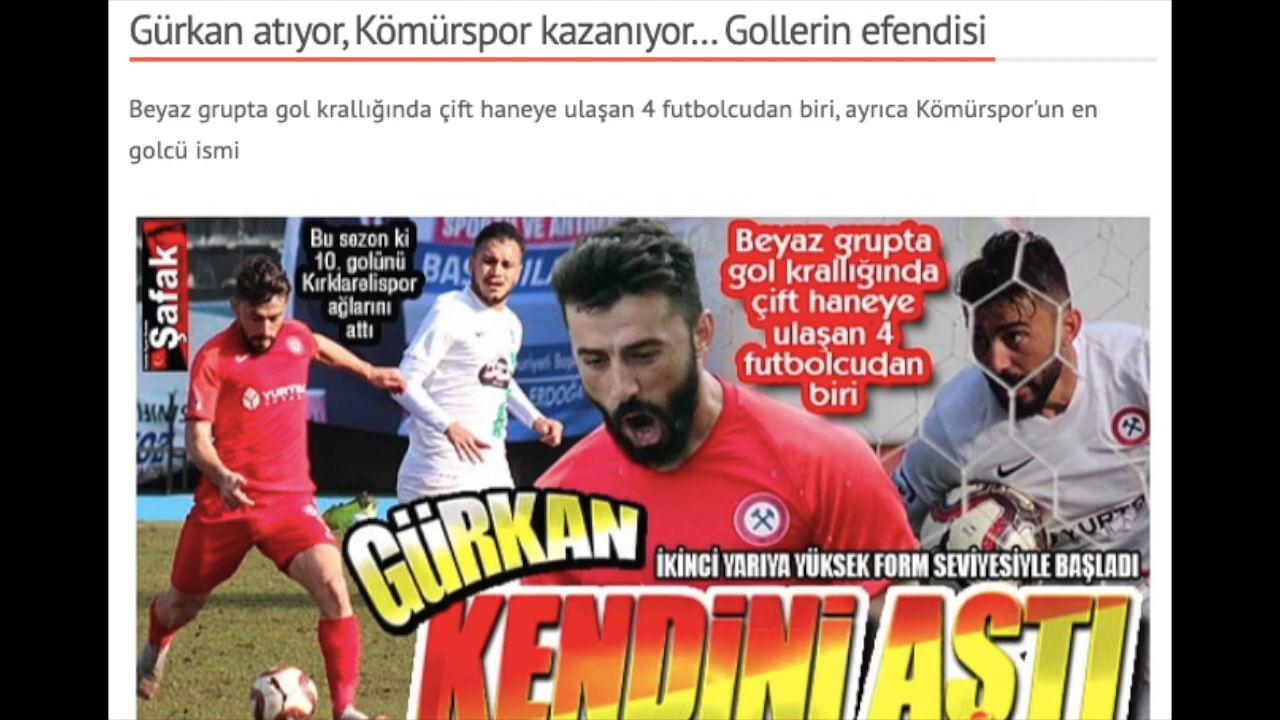 Gürkan atıyor, Kömürspor kazanıyor... Gollerin efendisi
Beyaz grupta gol krallığında çift haneye ulaşan 4 futbolcudan biri, ayrıca Kömürspor'un en
golcü ismi
Şafak
Bu sezon ki
10. golünü
Kırklarelispor
ağlarını
attı
Beyaz grupta
gol krallığında
çift haneye
ulaşan 4
futbolcudan
biri
YURTB
GÜRKAN
İKİNCİ YARIYA YÜKSEK FORM SEVİYESİYLE BAŞLADI
KENDİNİ AŞTI